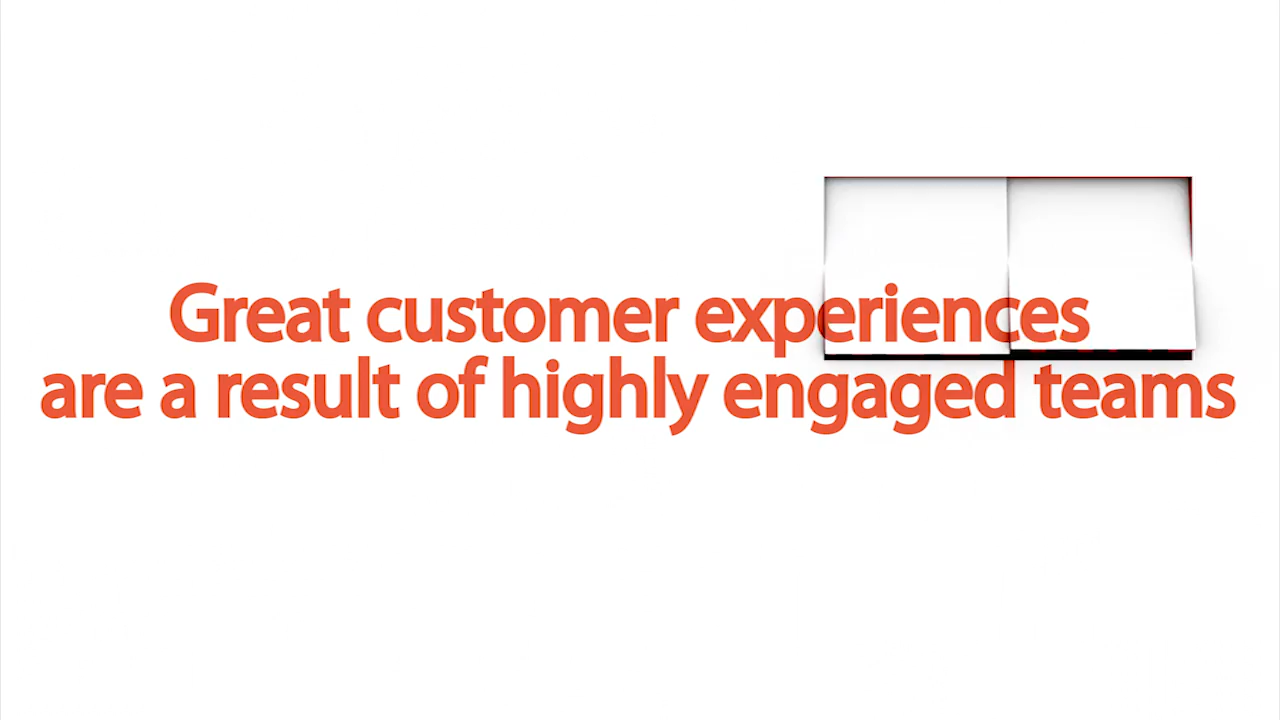 Great customer experiences
are a result of highly engaged teams